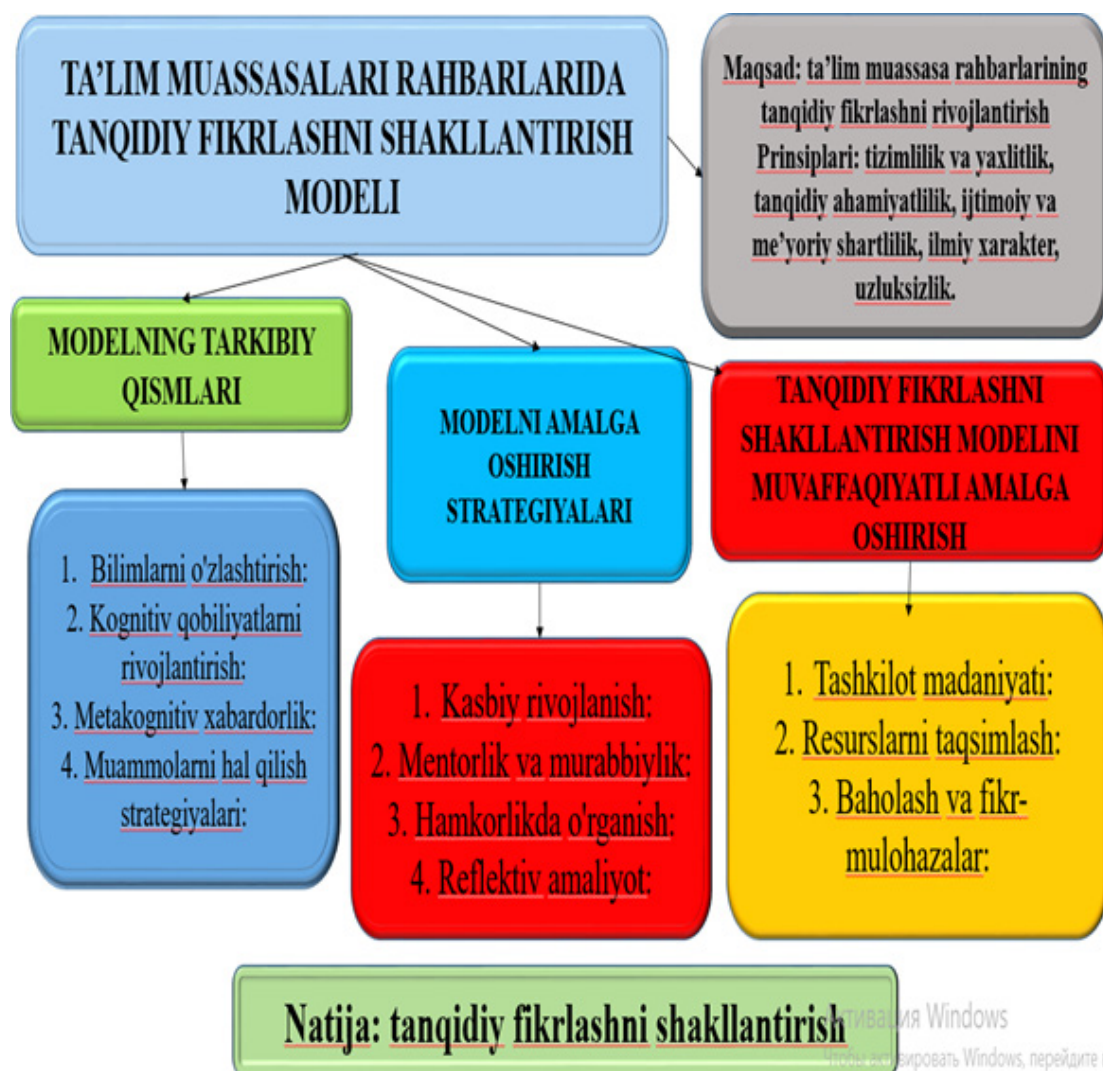 TA’LIM MUASSASALARI RAHBARLARIDA
TANQIDIY FIKRLASHNI SHAKLLANTIRISH
MODELI
Maqsad: ta’lim muassasa rahbarlarining
tanqidiy fikrlashni rivojlantirish
Prinsiplari: tizimlilik va yaxlitlik,
tanqidiy ahamiyatlilik, ijtimoiy va
me’yoriy shartlilik, ilmiy xarakter,
uzluksizlik.
MODELNING TARKIBIY
QISMLARI
MODELNI AMALGA
OSHIRISH
STRATEGIYALARI
TANQIDIY FIKRLASHNI
SHAKLLANTIRISH MODELINI
MUVAFFAQIYATLI AMALGA
OSHIRISH
1. Bilimlarni o'zlashtirish:
2. Kognitiv qobiliyatlarni
rivojlantirish:
3. Metakognitiv xabardorlik:
4. Muammolarni hal qilish
strategiyalari:
1. Kasbiy rivojlanish:
2. Mentorlik va murabbiylik:
3. Hamkorlikda o'rganish:
4. Reflektiv amaliyot:
1. Tashkilot madaniyati:
2. Resurslarni taqsimlash:
3. Baholash va fikr-
mulohazalar:
Natija: tanqidiy fikrlashni shakllantirish
Windows
Чтобы активировать Windows, перейдите